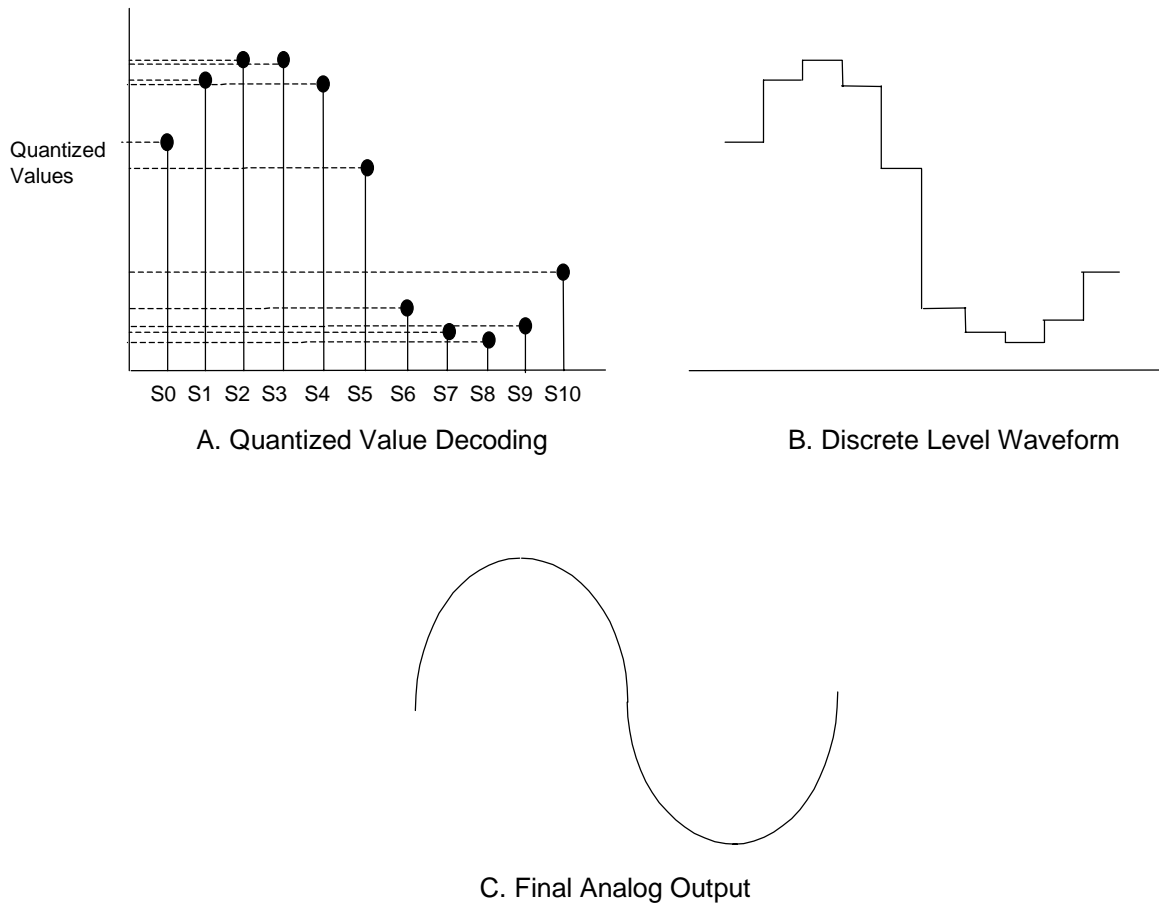 Quantized
Values
S0 S1 S2 S3 S4 S5 S6 S7 S8 S9 S10
A. Quantized Value Decoding
B. Discrete Level Waveform
C. Final Analog Output